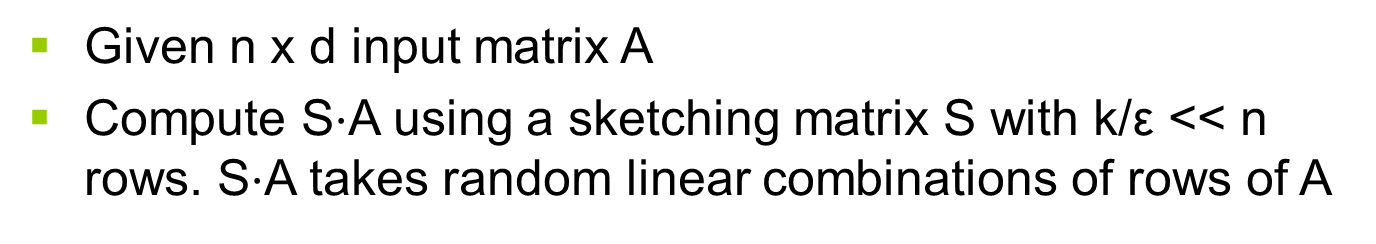 ▪ Given n x d input matrix A
▪ Compute S·A using a sketching matrix S with k/ε << n
rows. S·A takes random linear combinations of rows of A